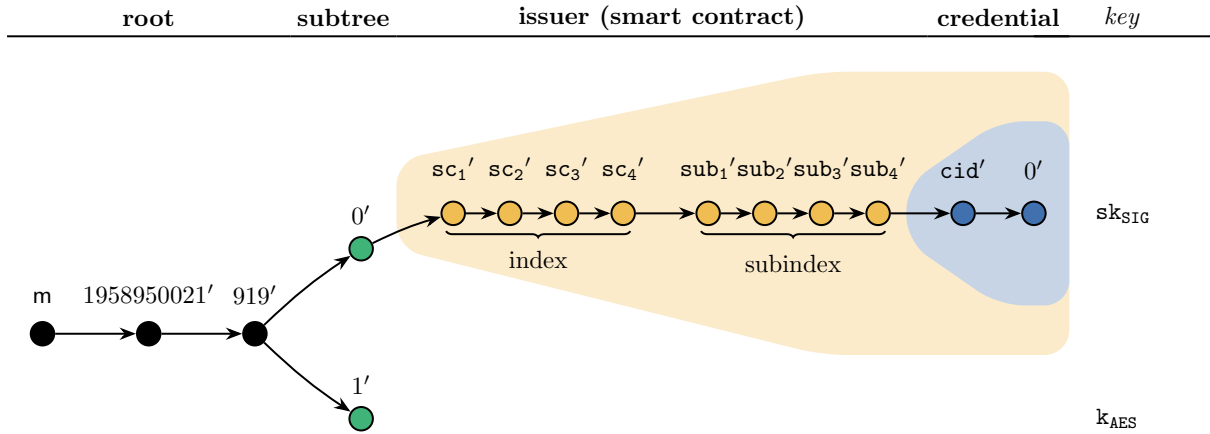 root subtree issuer (smart contract) credential key
sc₁′ sc₂′ sc₃′ sc₄′ sub₁′ sub₂′ sub₃′ sub₄′ cid′ 0′
0′ sk_SIG
index subindex
m 1958950021′ 919′
1′
k_AES